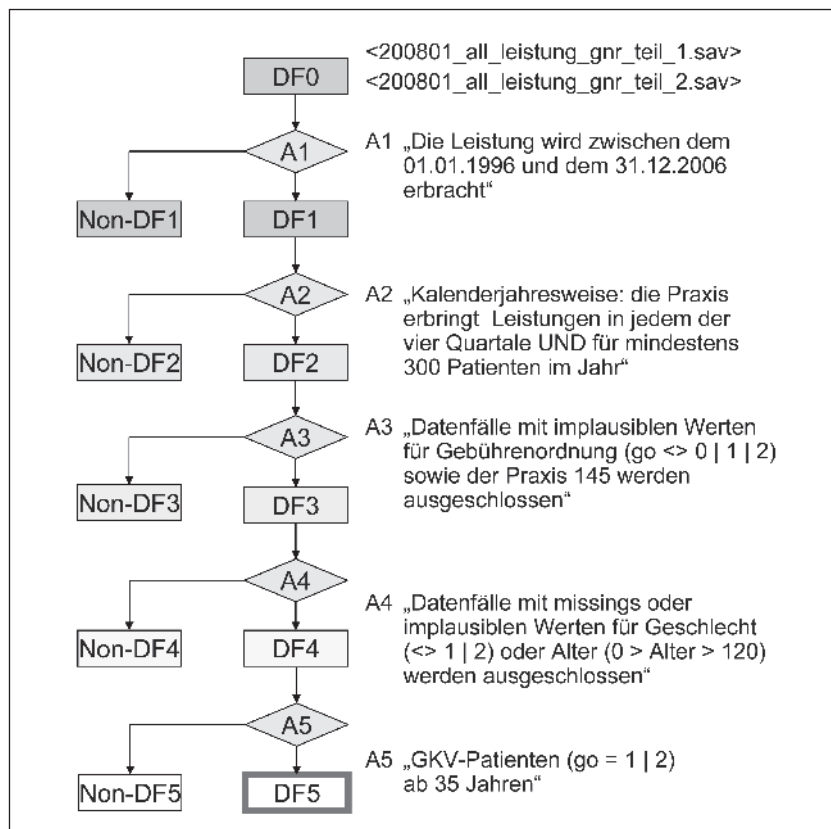 <200801_all_leistung_gnr_teil_1.sav>
DF0
<200801_all_leistung_gnr_teil_2.sav>
A1
A1 „Die Leistung wird zwischen dem
01.01.1996 und dem 31.12.2006
erbracht“
Non-DF1
DF1
A2
A2 „Kalenderjahresweise: die Praxis
erbringt Leistungen in jedem der
vier Quartale UND für mindestens
300 Patienten im Jahr“
Non-DF2
DF2
A3
A3 „Datenfälle mit implausiblen Werten
für Gebührenordnung (go <> 0 | 1 | 2)
sowie der Praxis 145 werden
ausgeschlossen“
Non-DF3
DF3
A4
A4 „Datenfälle mit missings oder
implausiblen Werten für Geschlecht
(<> 1 | 2) oder Alter (0 > Alter > 120)
werden ausgeschlossen“
Non-DF4
DF4
A5
A5 „GKV-Patienten (go = 1 | 2)
ab 35 Jahren“
Non-DF5
DF5